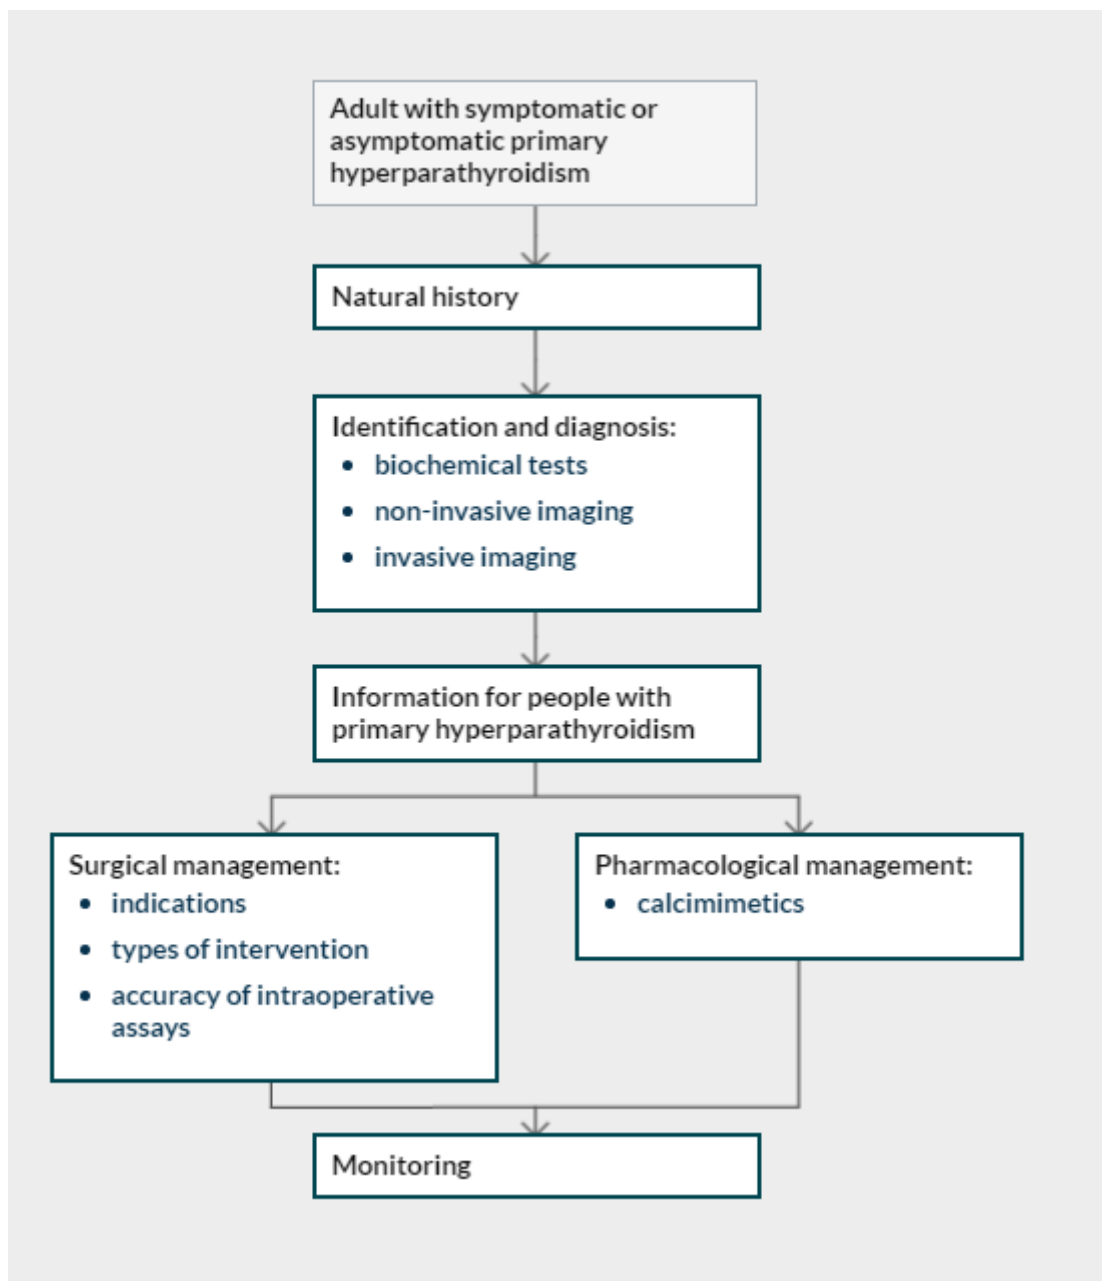 Adult with symptomatic or
asymptomatic primary
hyperparathyroidism
Natural history
Identification and diagnosis:
• biochemical tests
• non-invasive imaging
• invasive imaging
Information for people with
primary hyperparathyroidism
Surgical management:
• indications
• types of intervention
• accuracy of intraoperative
assays
Pharmacological management:
• calcimimetics
Monitoring